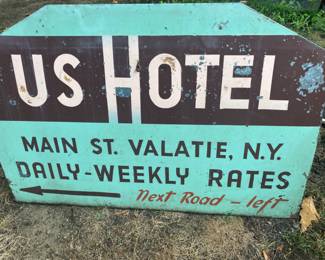 US HOTEL
MAIN ST. VALATIE, N.Y.
DAILY-WEEKLY RATES
Next Road - left